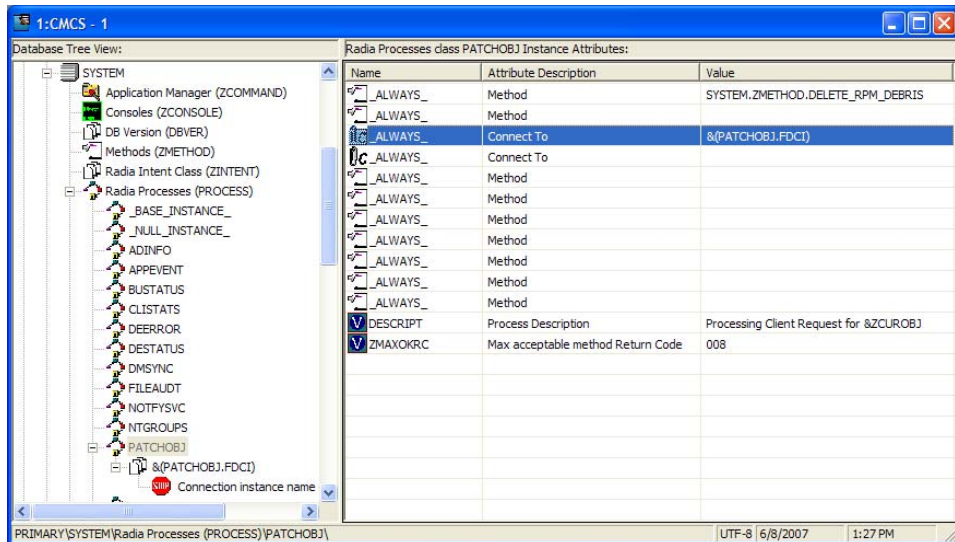 1:CMCS - 1
Database Tree View:
Radia Processes class PATCHOBJ Instance Attributes:
SYSTEM
Application Manager (ZCOMMAND)
Consoles (ZCONSOLE)
DB Version (DBVER)
Methods (ZMETHOD)
Radia Intent Class (ZINTENT)
Radia Processes (PROCESS)
_BASE_INSTANCE_
_NULL_INSTANCE_
ADINFO
APPEVENT
BUSTATUS
CLISTATS
DEERROR
DESTATUS
DMSYNC
FILEAUDT
NOTFYSVC
NTGROUPS
PATCHOBJ
&(PATCHOBJ.FDCI)
STOP Connection instance name
Name Attribute Description Value
_ALWAYS_ Method SYSTEM.ZMETHOD.DELETE_RPM_DEBRIS
_ALWAYS_ Method
_ALWAYS_ Connect To &(PATCHOBJ.FDCI)
C _ALWAYS_ Connect To
_ALWAYS_ Method
_ALWAYS_ Method
_ALWAYS_ Method
_ALWAYS_ Method
_ALWAYS_ Method
_ALWAYS_ Method
_ALWAYS_ Method
V DESCRIPT Process Description Processing Client Request for &ZCUROBJ
V ZMAXOKRC Max acceptable method Return Code 008
PRIMARY\SYSTEM\Radia Processes (PROCESS)\PATCHOBJ\ UTF-8 6/8/2007 1:27 PM